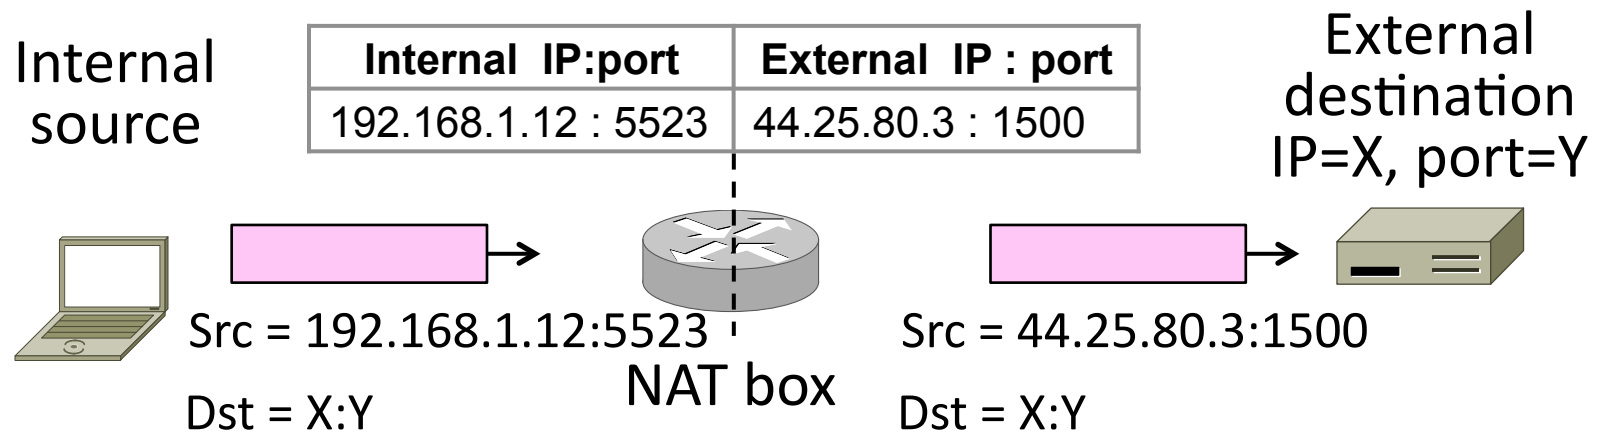 Internal
source
Internal IP:port
External IP : port
192.168.1.12 : 5523
44.25.80.3 : 1500
External
destination
IP=X, port=Y
Src = 192.168.1.12:5523
Dst = X:Y
NAT box
Src = 44.25.80.3:1500
Dst = X:Y